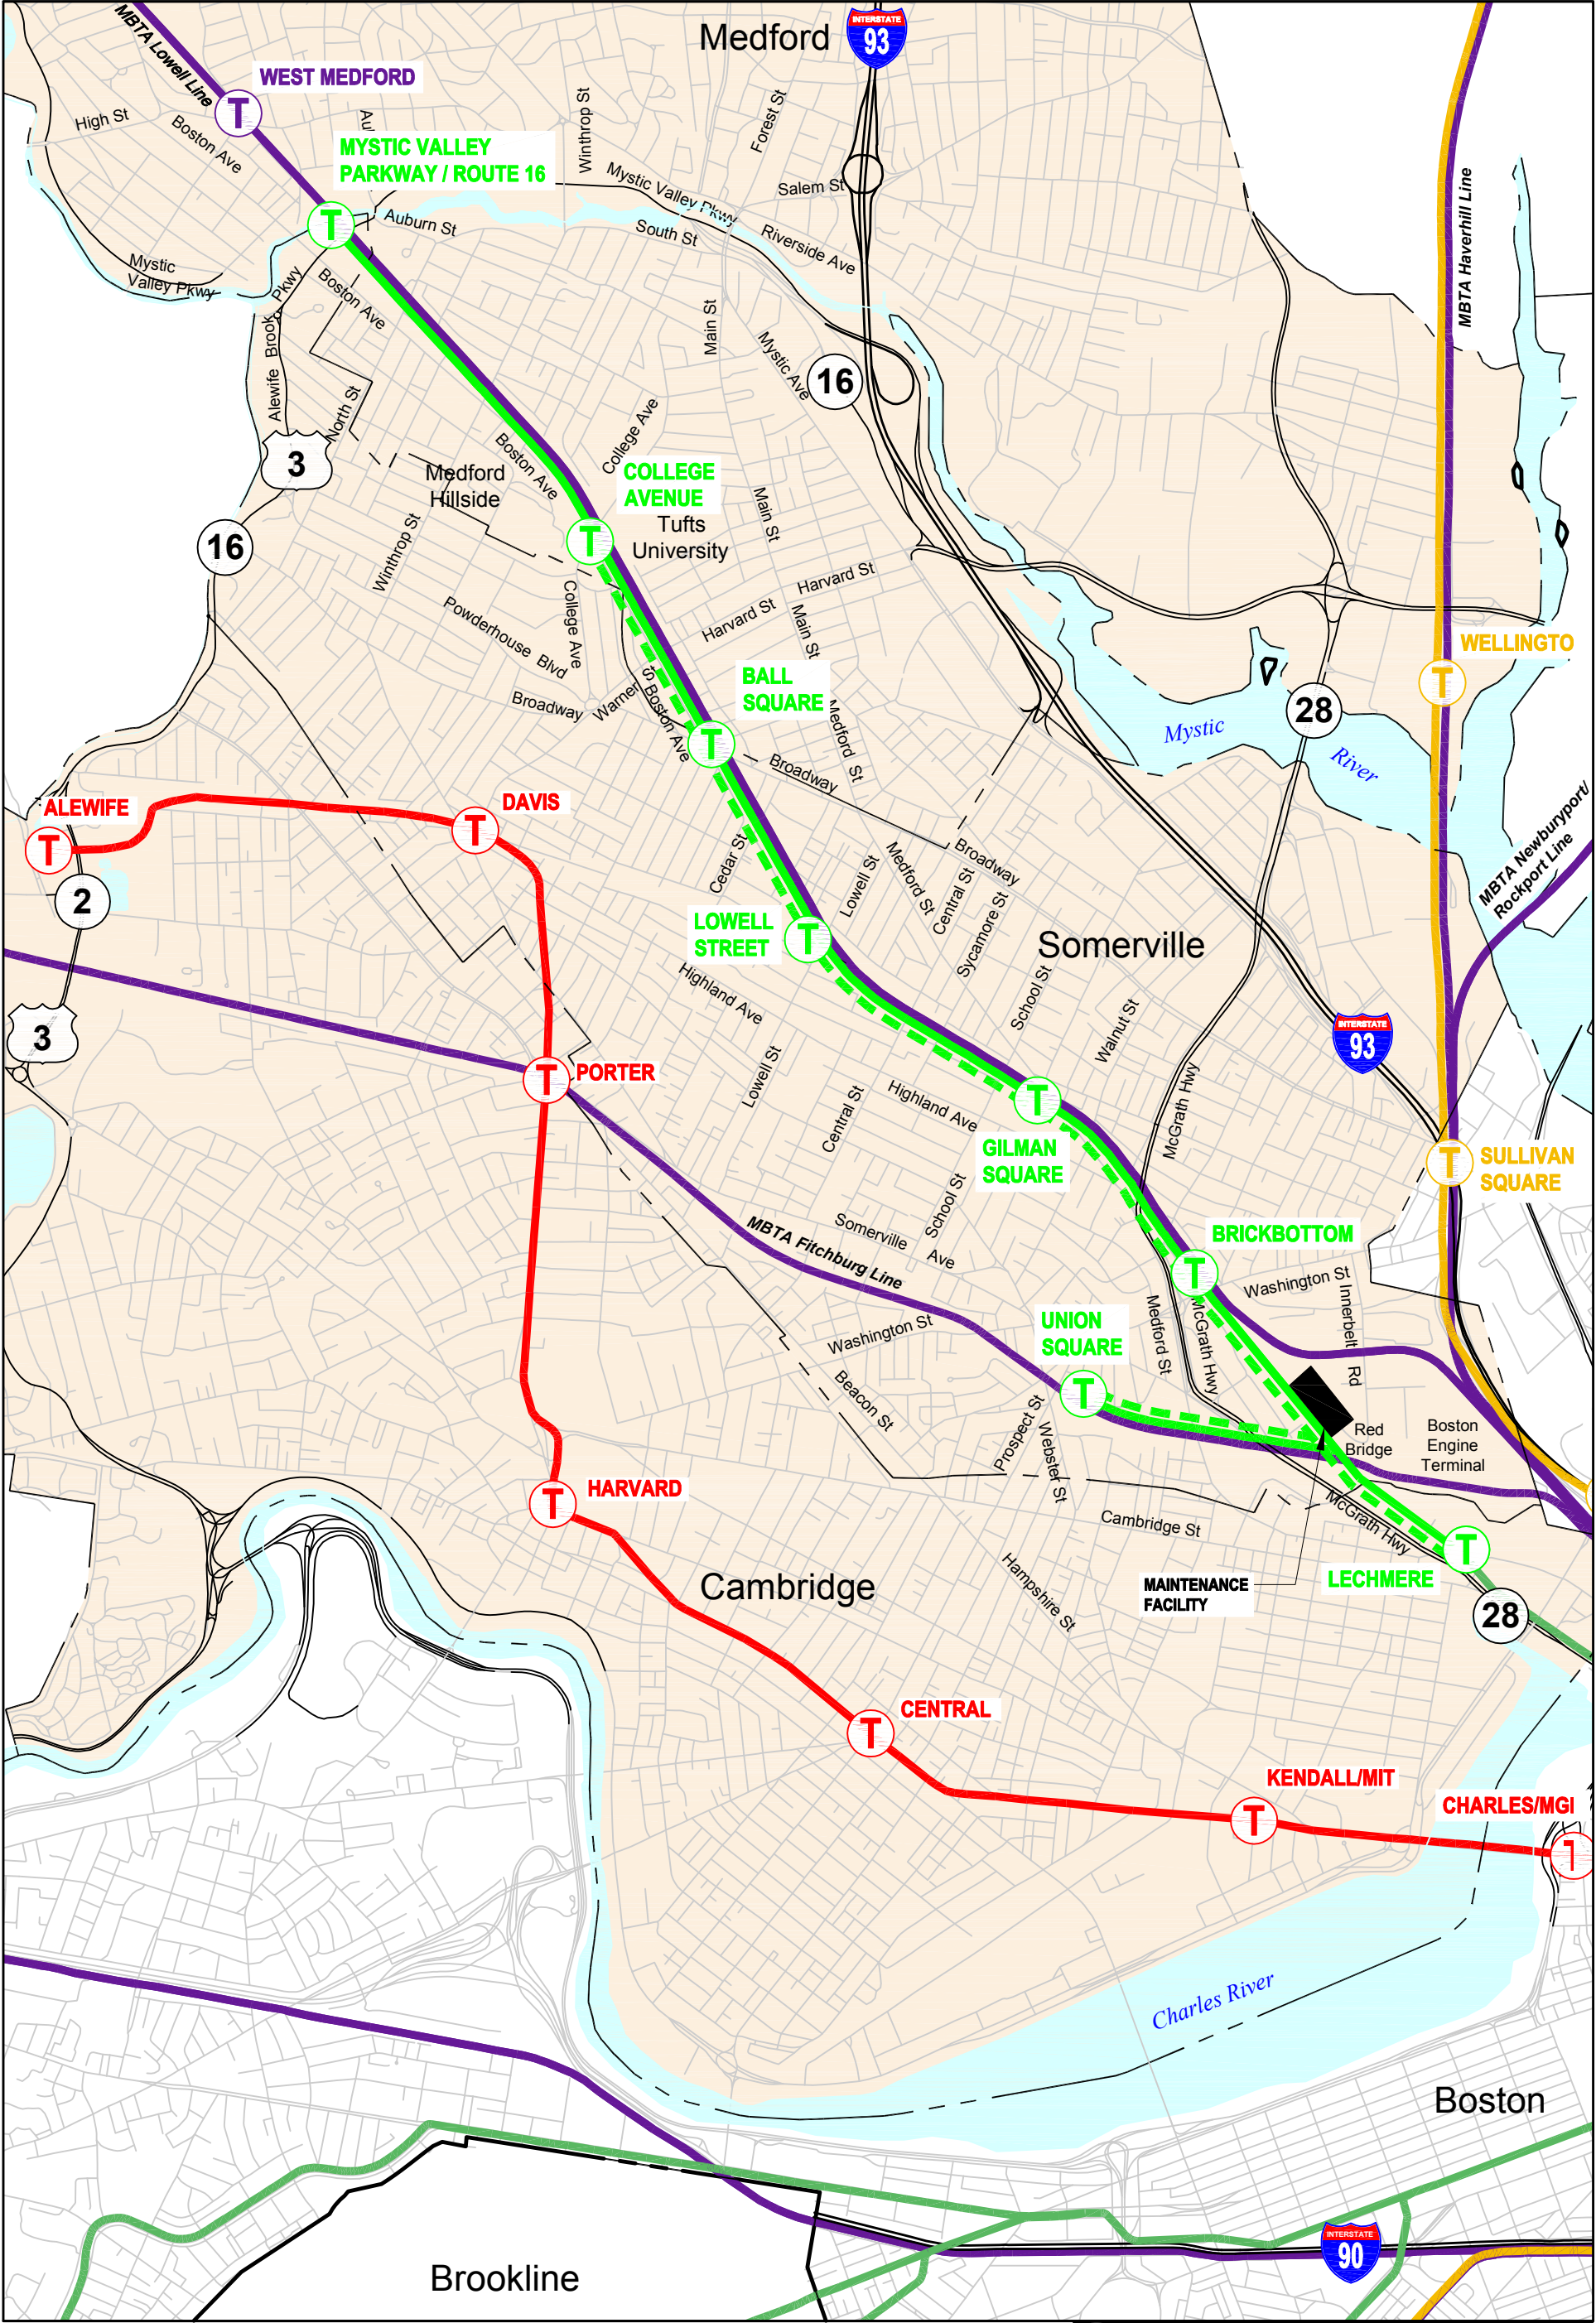 Medford
INTERSTATE
93
MBTA Lowell Line
WEST MEDFORD
T
High St
Boston Ave
Winthrop St
Forest St
MYSTIC VALLEY
PARKWAY / ROUTE 16
T
Auburn St
Mystic Valley Pkwy
Salem St
South St
Riverside Ave
MBTA Haverhill Line
Mystic
Valley Pkwy
Alewife Brook Pkwy
Boston Ave
Main St
Mystic Ave
16
North St
3
College Ave
Boston Ave
Medford
Hillside
COLLEGE
AVENUE
T
Tufts
University
Main St
16
Winthrop St
College Ave
Harvard St
Harvard St
Main St
Powderhouse Blvd
Broadway
Warner St
Boston Ave
BALL
SQUARE
T
Medford St
Broadway
WELLINGTO
T
28
Mystic
River
ALEWIFE
T
DAVIS
T
2
Cedar St
Lowell St
Medford St
Central St
Broadway
Sycamore St
MBTA Newburyport/
Rockport Line
LOWELL
STREET
T
Somerville
Highland Ave
School St
Walnut St
3
INTERSTATE
93
PORTER
T
Lowell St
Central St
Highland Ave
T
GILMAN
SQUARE
McGrath Hwy
SULLIVAN
SQUARE
T
School St
Somerville
Ave
MBTA Fitchburg Line
BRICKBOTTOM
T
Washington St
Innerbelt Rd
Washington St
UNION
SQUARE
T
Medford St
McGrath Hwy
Beacon St
Prospect St
Webster St
Red
Bridge
Boston
Engine
Terminal
HARVARD
T
Cambridge St
McGrath Hwy
T
LECHMERE
Cambridge
Hampshire St
MAINTENANCE
FACILITY
28
CENTRAL
T
KENDALL/MIT
T
CHARLES/MG
Charles River
Boston
INTERSTATE
90
Brookline